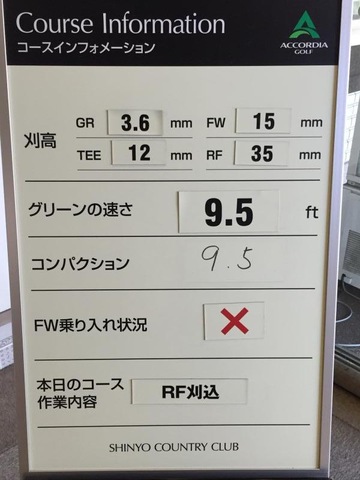 Course Information
コースインフォメーション
ACCORDIA
GOLF
刈高
GR 3.6 mm FW 15 mm
TEE 12 mm RF 35 mm
グリーンの速さ 9.5 ft
コンパクション 9.5
FW乗り入れ状況 ×
本日のコース
作業内容 RF刈込
SHINYO COUNTRY CLUB